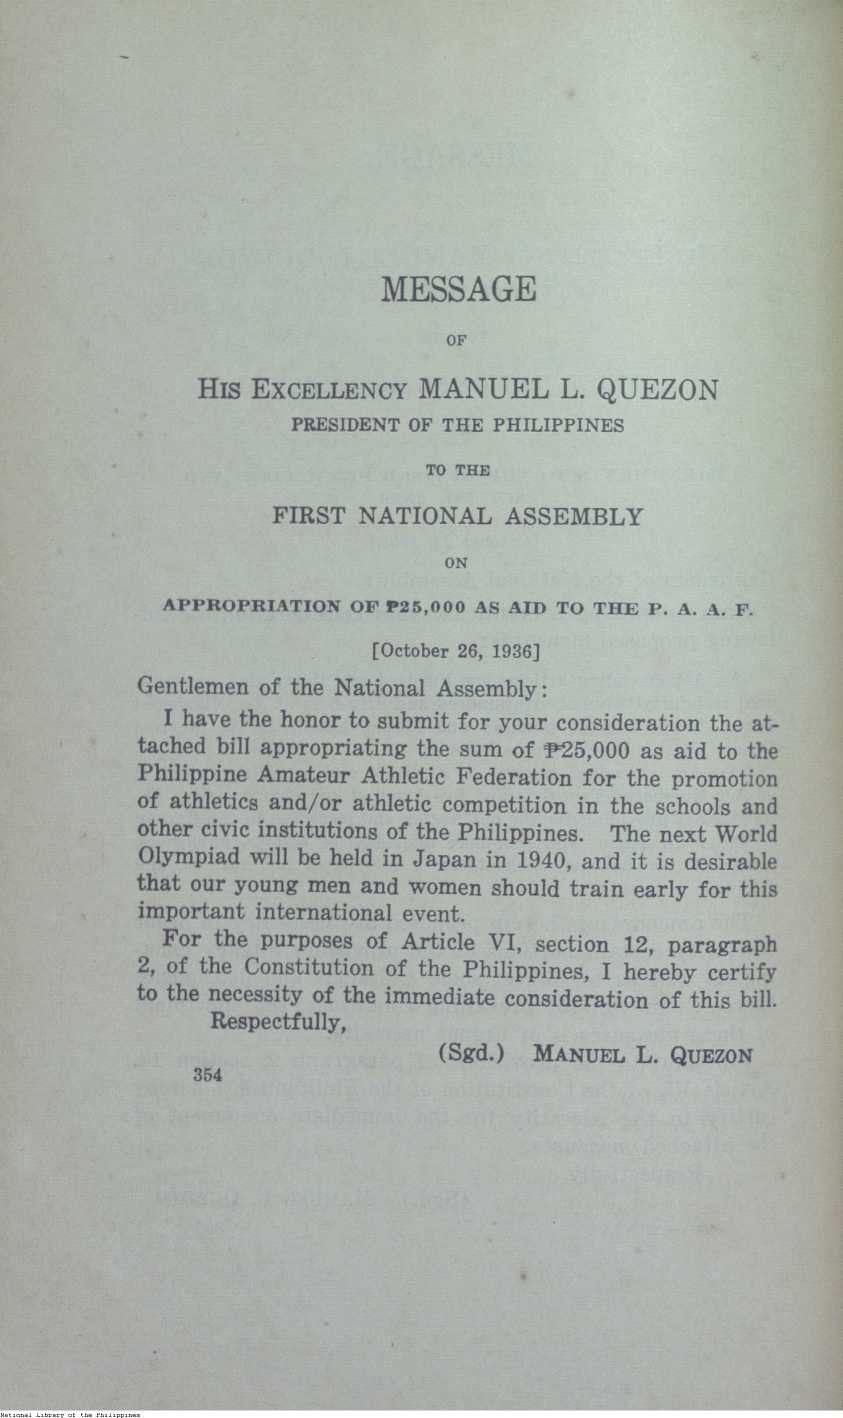 MESSAGE
OF
HIS EXCELLENCY MANUEL L. QUEZON
PRESIDENT OF THE PHILIPPINES
TO THE
FIRST NATIONAL ASSEMBLY
ON
APPROPRIATION OF ₱25,000 AS AID TO THE P. A. A. F.
[October 26, 1936]
Gentlemen of the National Assembly:
I have the honor to submit for your consideration the at-
tached bill appropriating the sum of ₱25,000 as aid to the
Philippine Amateur Athletic Federation for the promotion
of athletics and/or athletic competition in the schools and
other civic institutions of the Philippines. The next World
Olympiad will be held in Japan in 1940, and it is desirable
that our young men and women should train early for this
important international event.
For the purposes of Article VI, section 12, paragraph
2, of the Constitution of the Philippines, I hereby certify
to the necessity of the immediate consideration of this bill.
Respectfully,
(Sgd.) MANUEL L. QUEZON
354
National Library of the Philippines